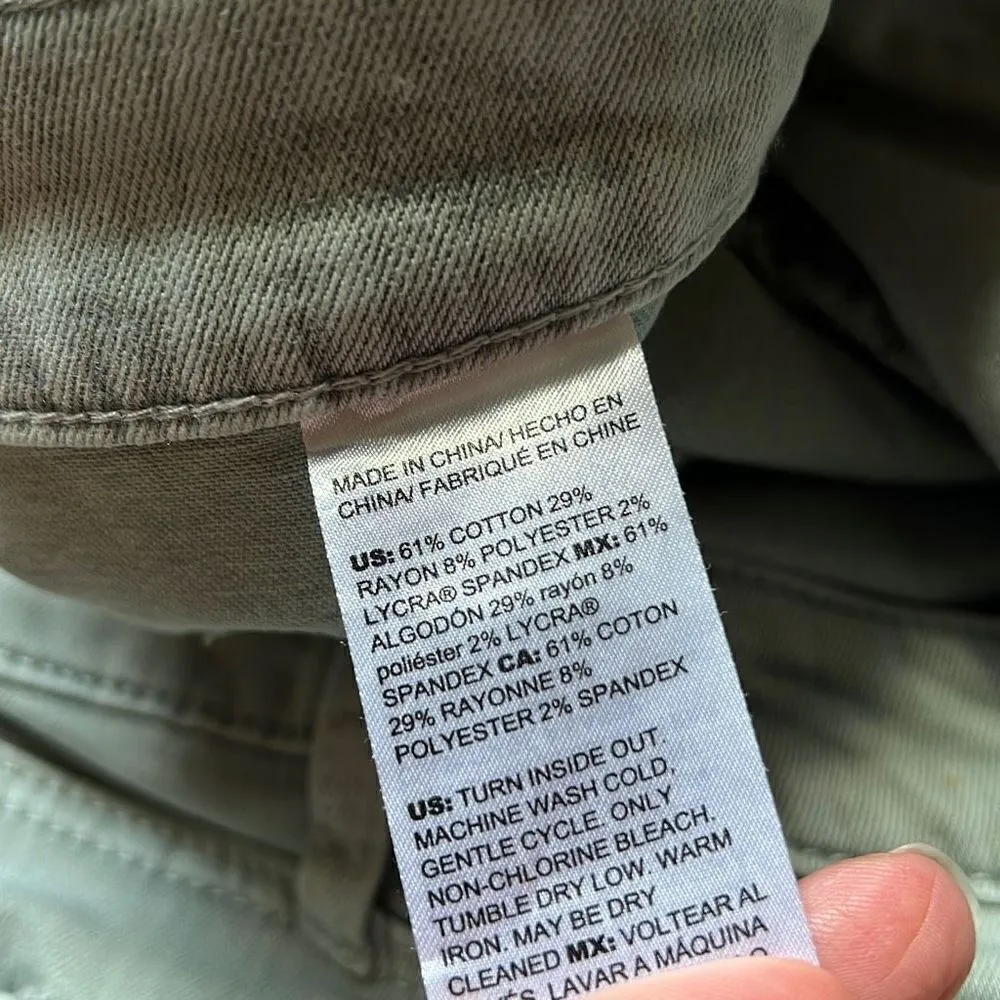 MADE IN CHINA/ HECHO EN
CHINA/ FABRIQUÉ EN CHINE
US: 61% COTTON 29%
RAYON 8% POLYESTER 2%
LYCRA® SPANDEX MX: 61%
ALGODÓN 29% rayón 8%
poliéster 2% LYCRA®
SPANDEX CA: 61% COTON
29% RAYONNE 8%
POLYESTER 2% SPANDEX
US: TURN INSIDE OUT.
MACHINE WASH COLD,
GENTLE CYCLE. ONLY
NON-CHLORINE BLEACH.
TUMBLE DRY LOW. WARM
IRON. MAY BE DRY
CLEANED MX: VOLTEAR AL
LAVAR A MÁQUINA